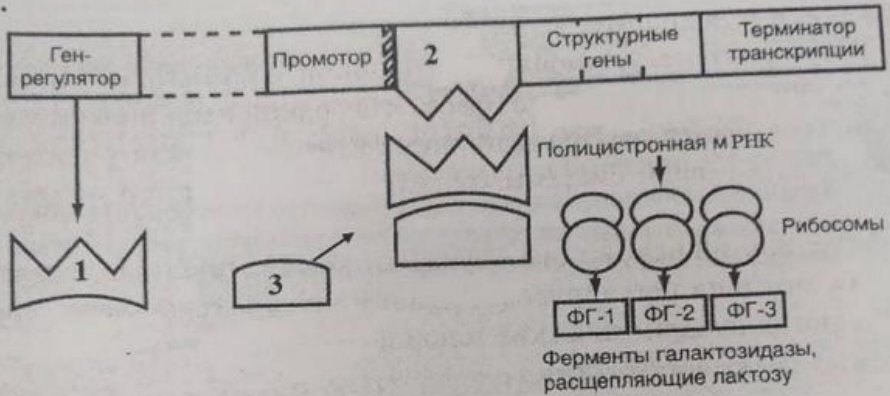 Ген-
регулятор
Промотор
2
Структурные
гены
Терминатор
транскрипции
Полицистронная мРНК
1
3
Рибосомы
ФГ-1
ФГ-2
ФГ-3
Ферменты галактозидазы,
расщепляющие лактозу